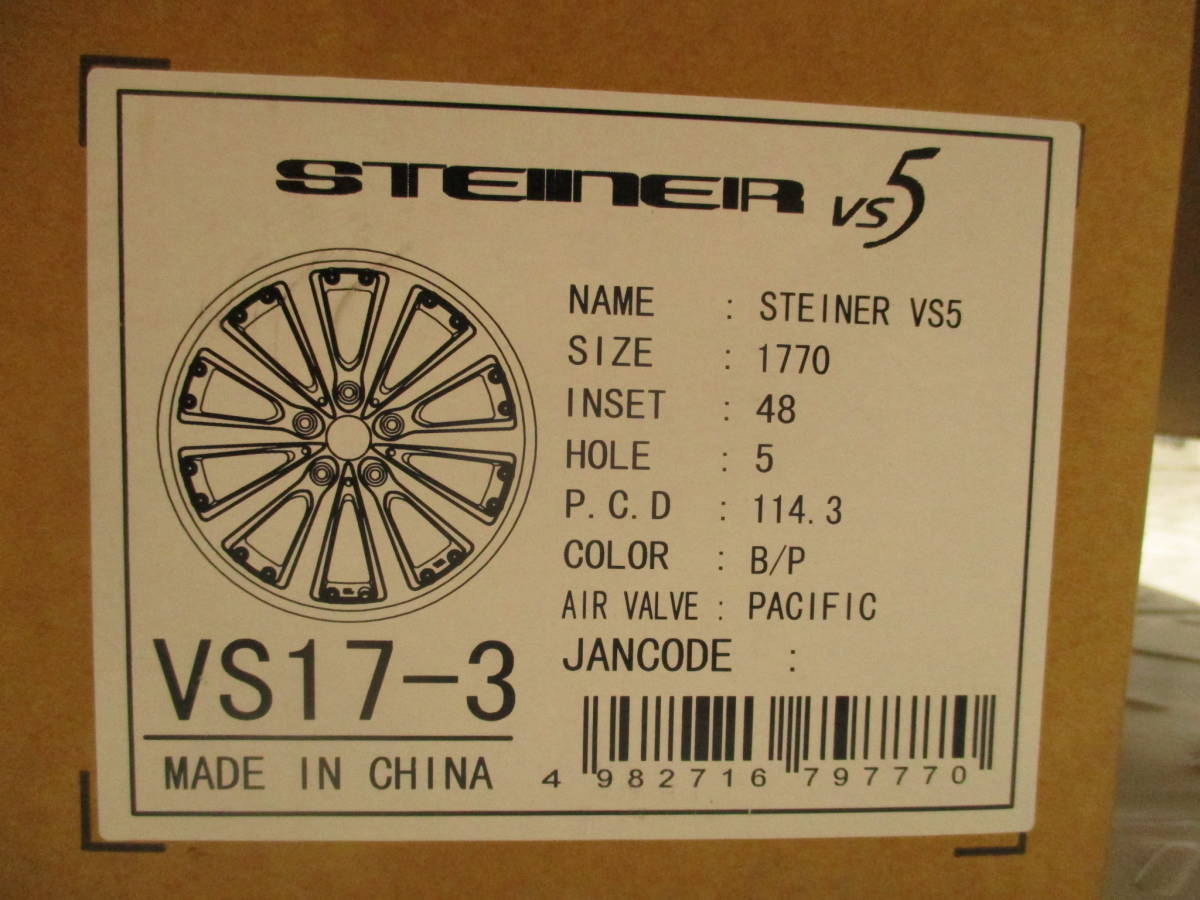 STEINER VS5
NAME : STEINER VS5
SIZE : 1770
INSET : 48
HOLE : 5
P.C.D : 114.3
COLOR : B/P
AIR VALVE : PACIFIC
JANCODE :
4 982716 797770
VS17-3
MADE IN CHINA